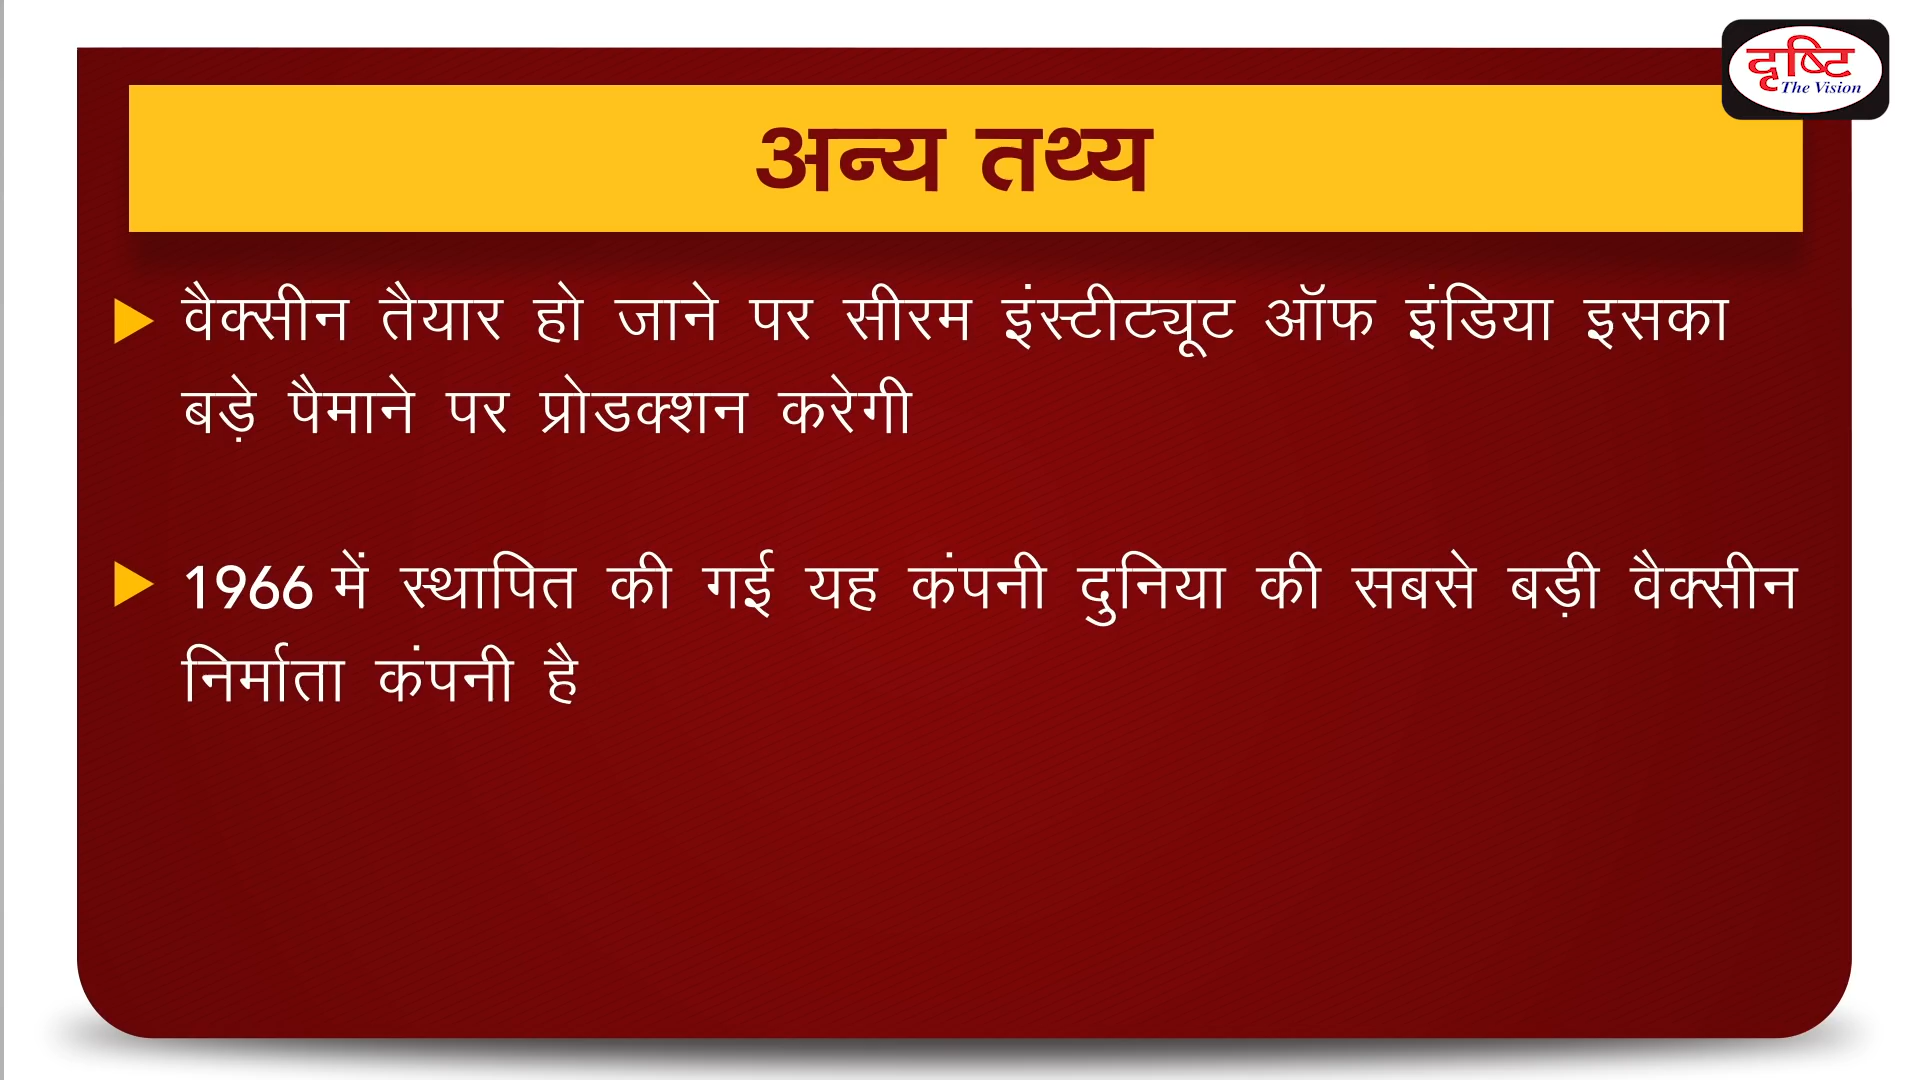 दृष्टि
The Vision
अन्य तथ्य
वैक्सीन तैयार हो जाने पर सीरम इंस्टीट्यूट ऑफ इंडिया इसका
बड़े पैमाने पर प्रोडक्शन करेगी
1966 में स्थापित की गई यह कंपनी दुनिया की सबसे बड़ी वैक्सीन
निर्माता कंपनी है